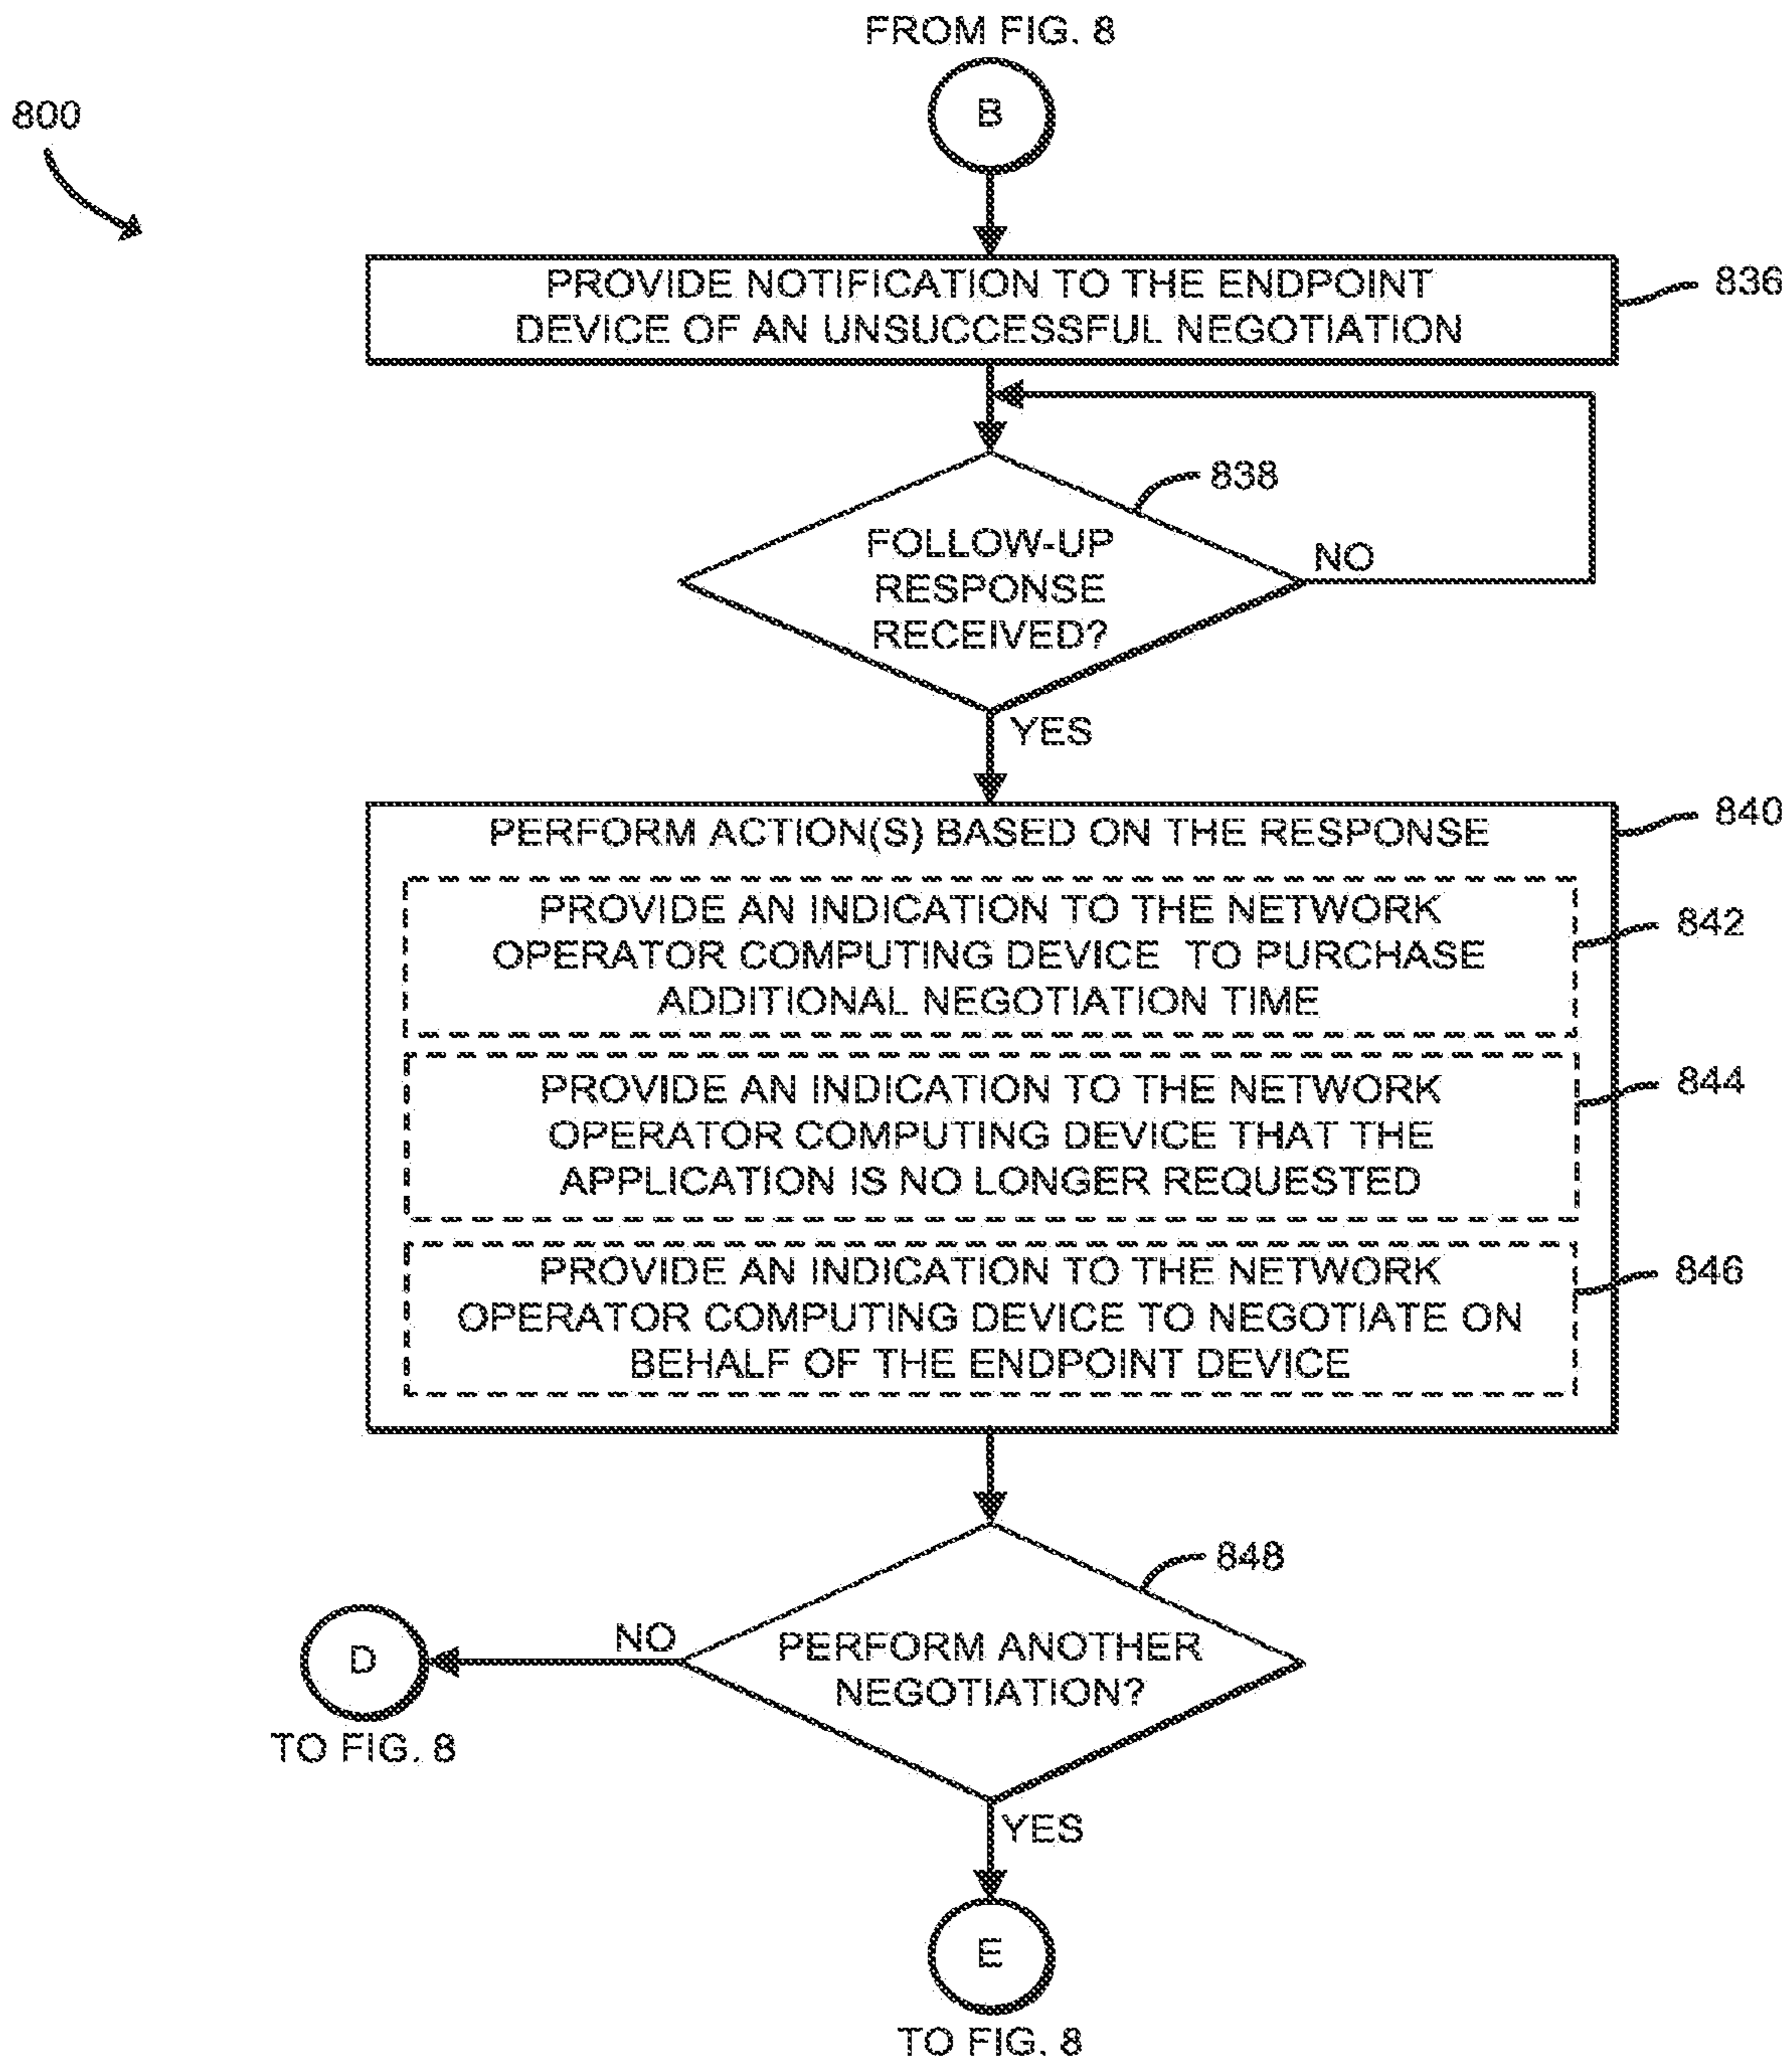 FROM FIG. 8
B
800
PROVIDE NOTIFICATION TO THE ENDPOINT
DEVICE OF AN UNSUCCESSFUL NEGOTIATION
836
838
FOLLOW-UP
RESPONSE
RECEIVED?
NO
YES
PERFORM ACTION(S) BASED ON THE RESPONSE
840
PROVIDE AN INDICATION TO THE NETWORK
OPERATOR COMPUTING DEVICE TO PURCHASE
ADDITIONAL NEGOTIATION TIME
842
PROVIDE AN INDICATION TO THE NETWORK
OPERATOR COMPUTING DEVICE THAT THE
APPLICATION IS NO LONGER REQUESTED
844
PROVIDE AN INDICATION TO THE NETWORK
OPERATOR COMPUTING DEVICE TO NEGOTIATE ON
BEHALF OF THE ENDPOINT DEVICE
846
848
PERFORM ANOTHER
NEGOTIATION?
NO
D
TO FIG. 8
YES
E
TO FIG. 8